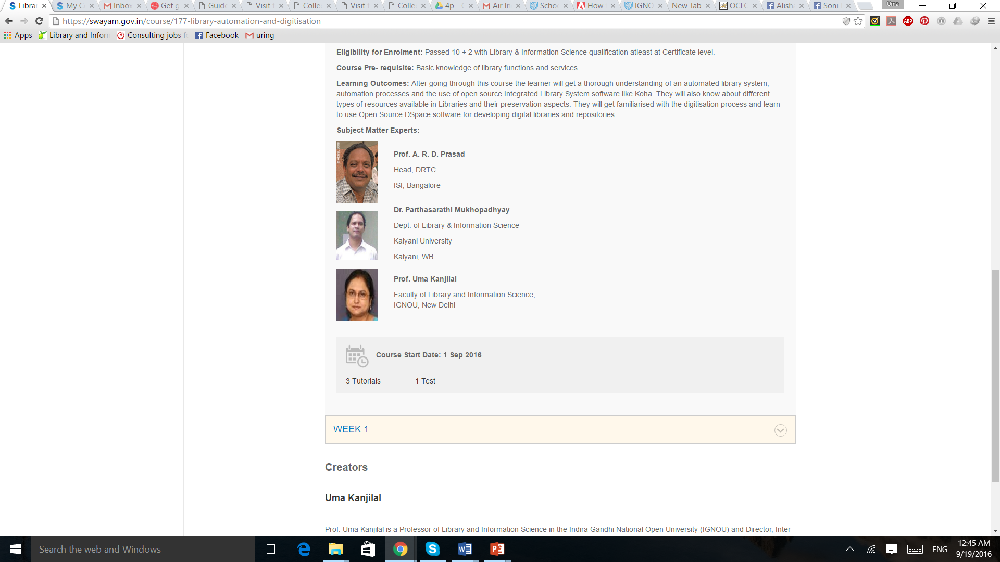 Librar
My C
Inbox
Get g
Guide
Visit t
Colle
Visit t
Colle
4p - C
Air In
Schoo
How
IGNO
New Tab
OCLC
Alisha
Soni
Uma
https://swayam.gov.in/course/177-library-automation-and-digitisation
ABP
Apps
Library and Inform
Consulting jobs f
Facebook
uring
Eligibility for Enrolment: Passed 10 + 2 with Library & Information Science qualification atleast at Certificate level.
Course Pre- requisite: Basic knowledge of library functions and services.
Learning Outcomes: After going through this course the learner will get a thorough understanding of an automated library system,
automation processes and the use of open source Integrated Library System software like Koha. They will also know about different
types of resources available in Libraries and their preservation aspects. They will get familiarised with the digitisation process and learn
to use Open Source DSpace software for developing digital libraries and repositories.
Subject Matter Experts:
Prof. A. R. D. Prasad
Head, DRTC
ISI, Bangalore
Dr. Parthasarathi Mukhopadhyay
Dept. of Library & Information Science
Kalyani University
Kalyani, WB
Prof. Uma Kanjilal
Faculty of Library and Information Science,
IGNOU, New Delhi
Course Start Date: 1 Sep 2016
3 Tutorials
1 Test
WEEK 1
Creators
Uma Kanjilal
Prof. Uma Kanjilal is a Professor of Library and Information Science in the Indira Gandhi National Open University (IGNOU) and Director, Inter
Search the web and Windows
ENG
12:45 AM
9/19/2016